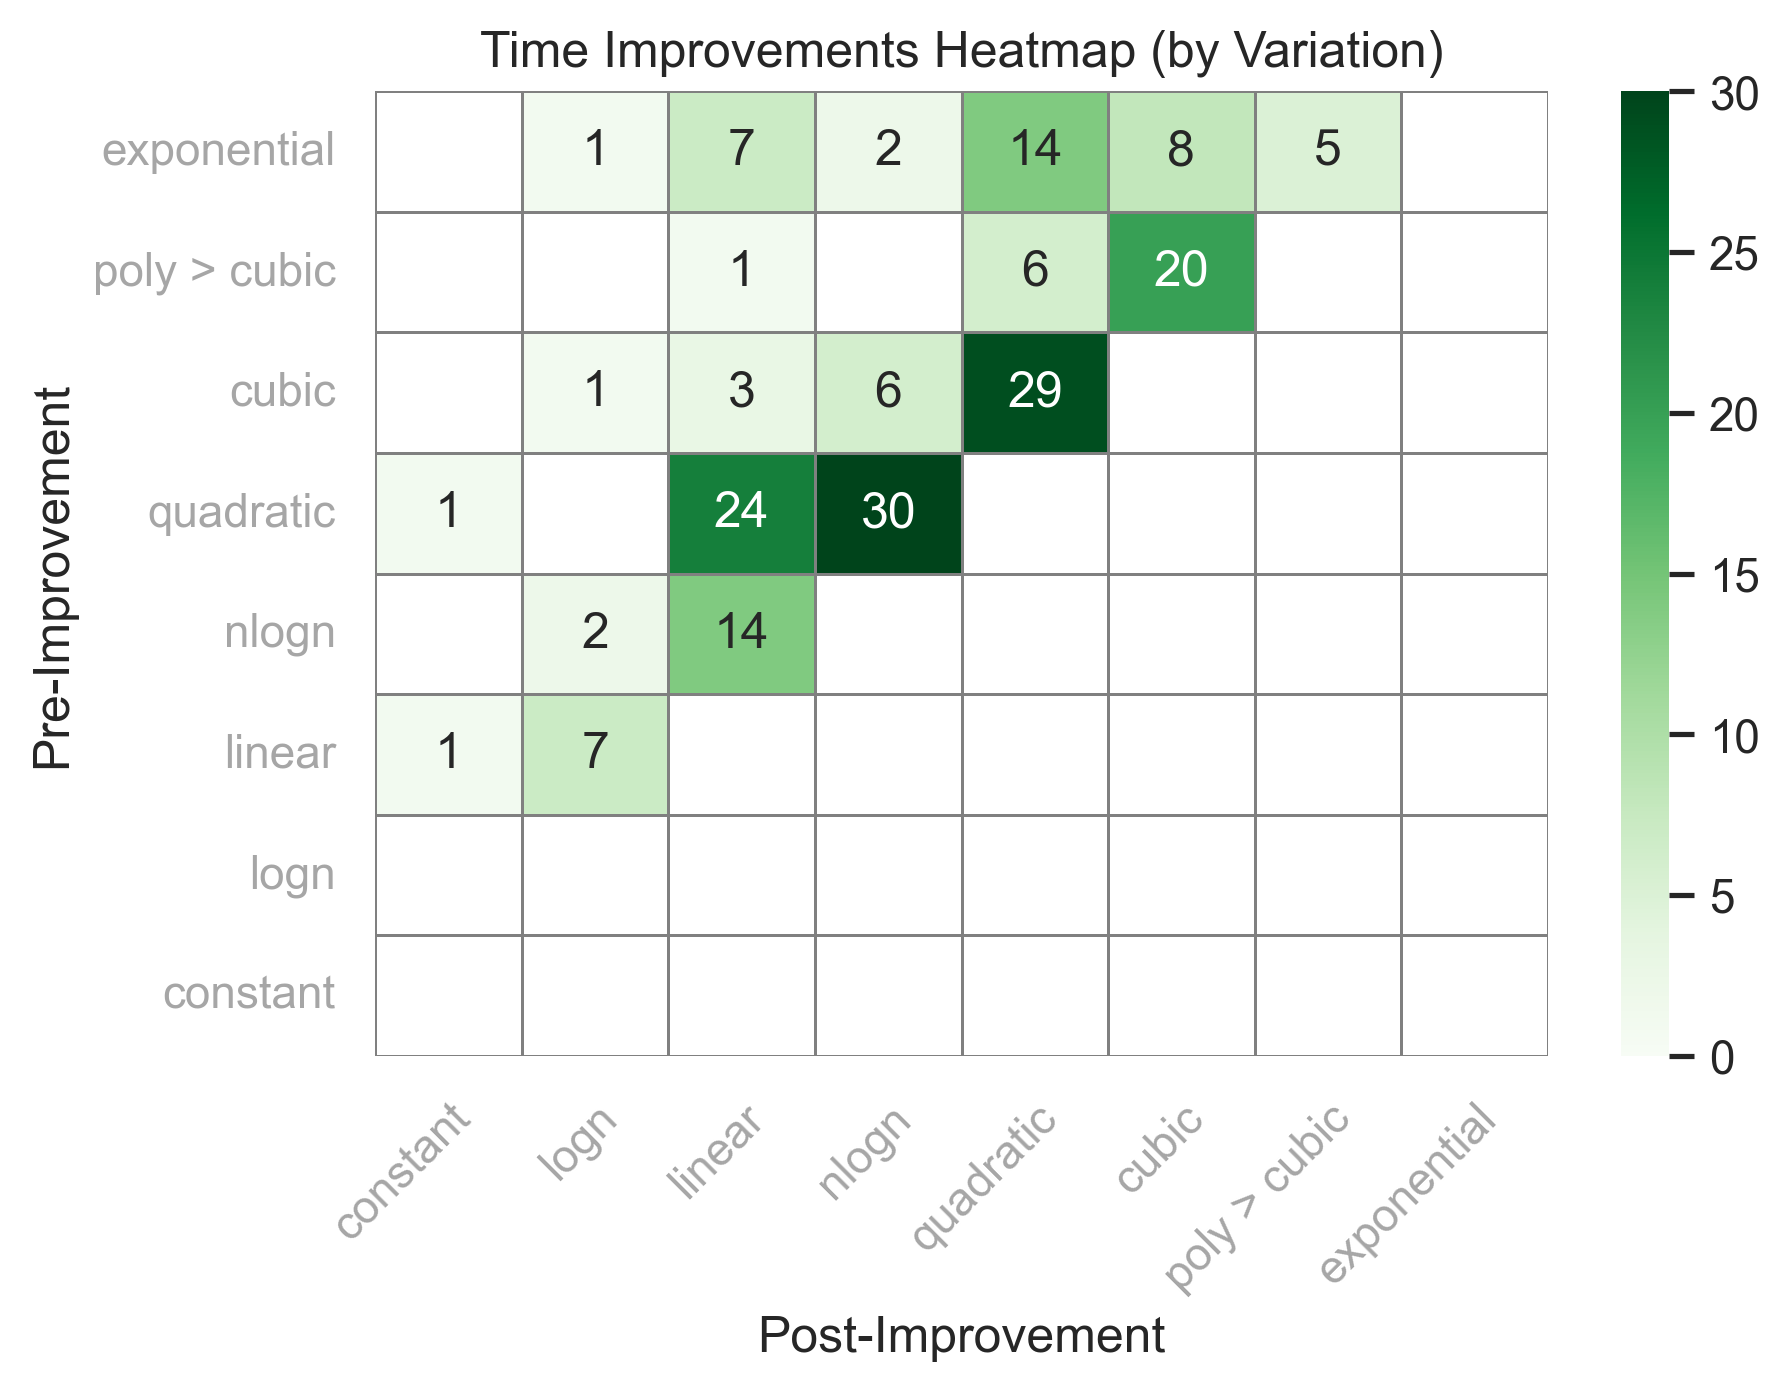 Time Improvements Heatmap (by Variation)
exponential 1 7 2 14 8 5
poly > cubic 1 6 20
cubic 1 3 6 29
quadratic 1 24 30
nlogn 2 14
linear 1 7
logn
constant
Pre-Improvement
constant logn linear nlogn quadratic cubic poly > cubic exponential
Post-Improvement
30
25
20
15
10
5
0